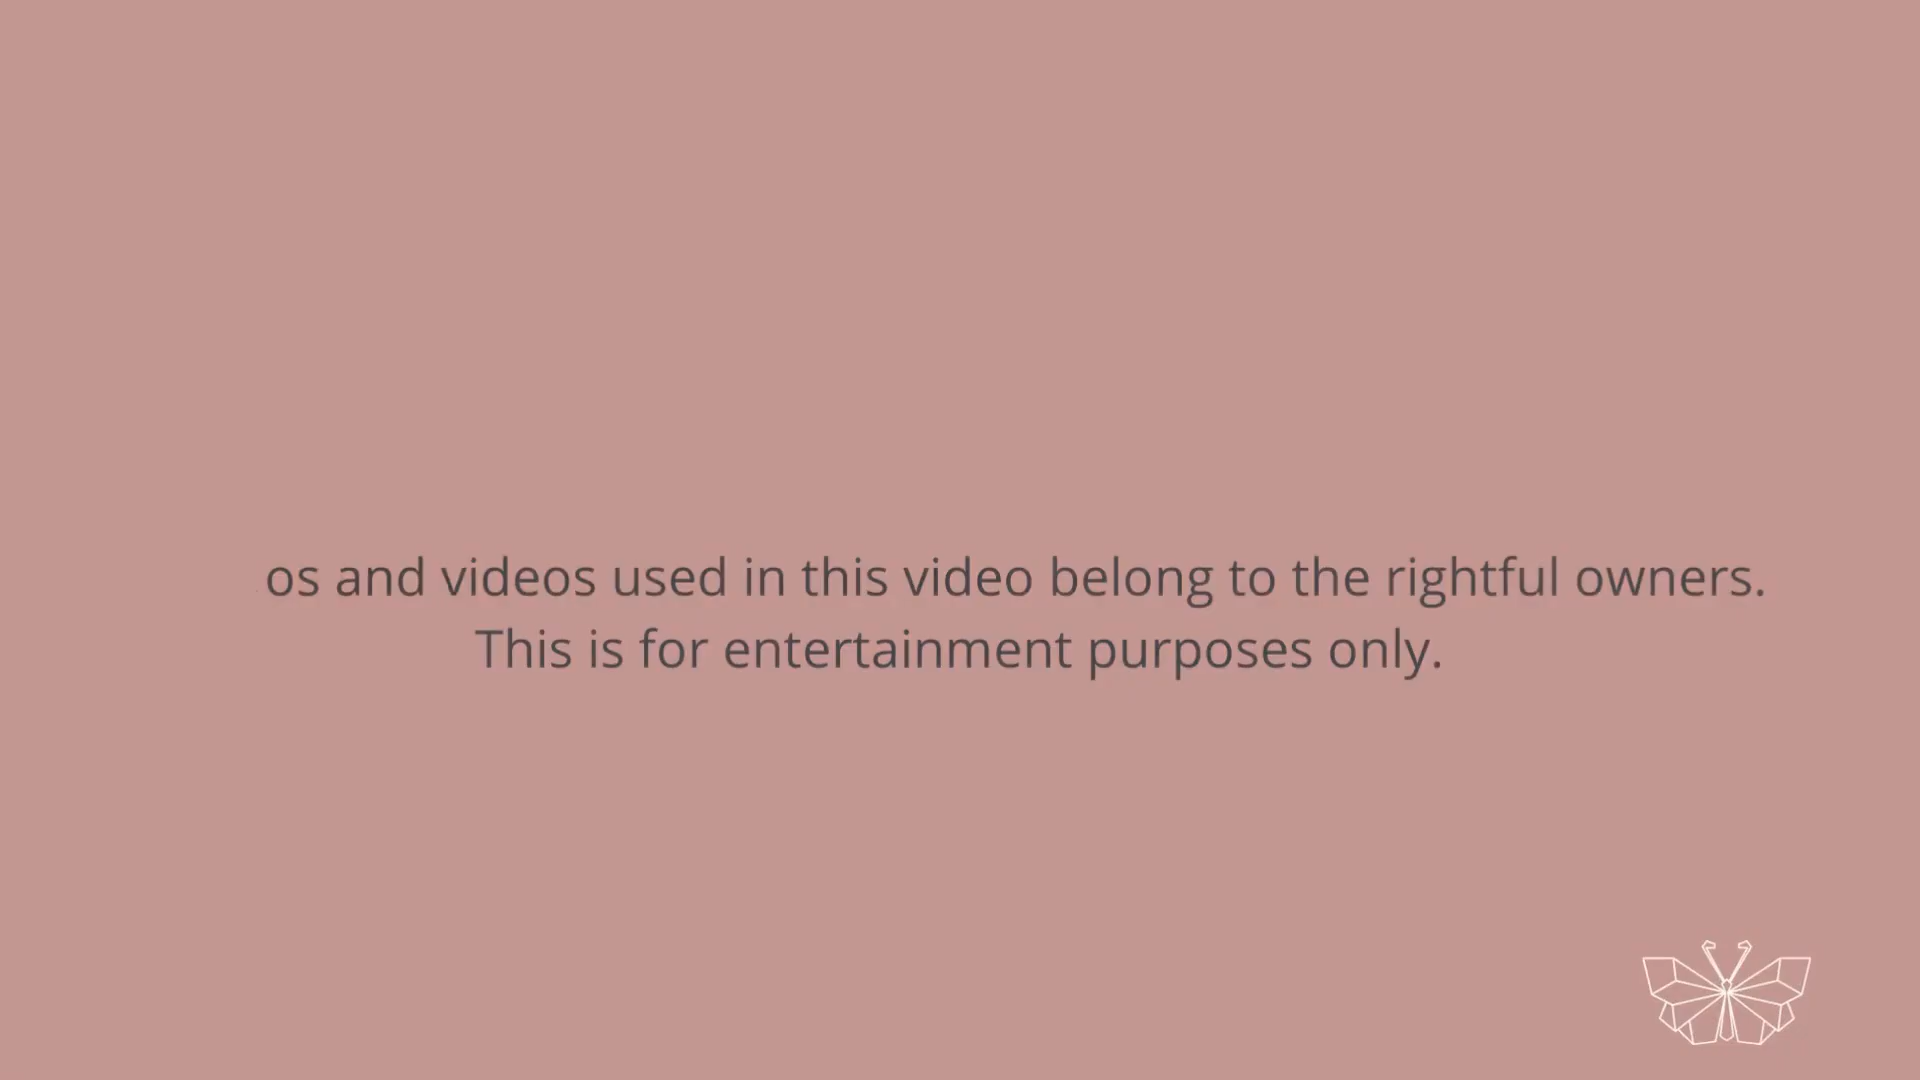 os and videos used in this video belong to the rightful owners.
This is for entertainment purposes only.